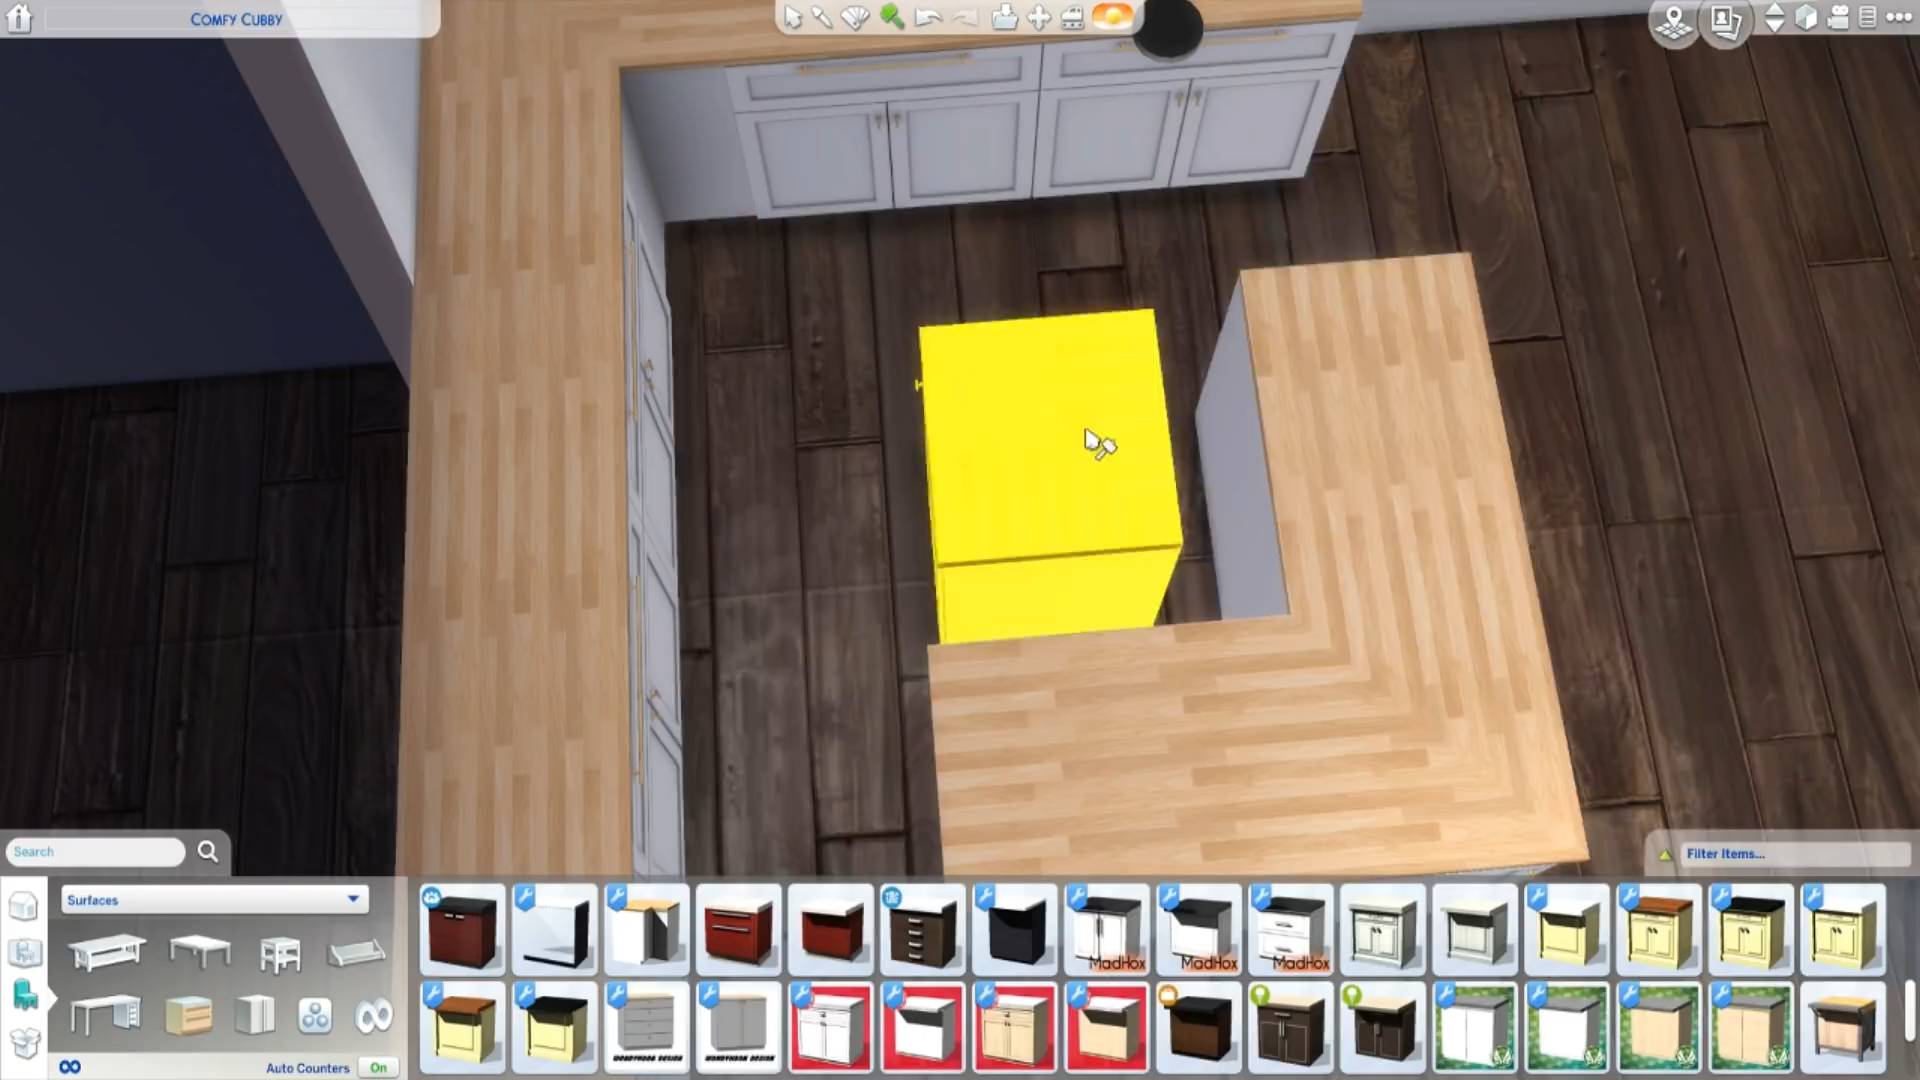 COMFY CUBBY
Search
Filter Items...
Surfaces
MADHOX
MADHOX
MADHOX
Auto Counters
On